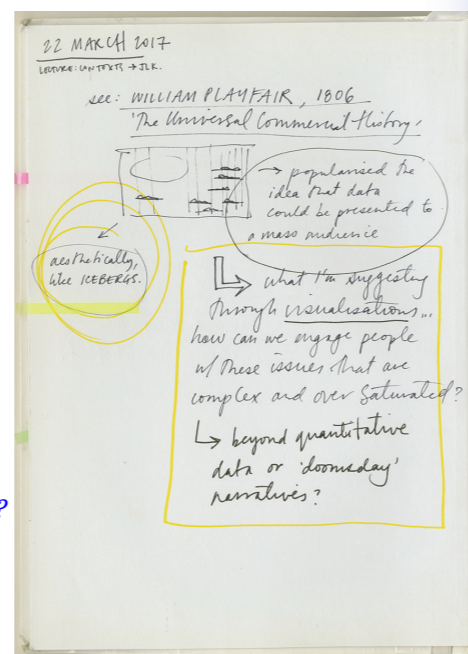 22 MARCH 2017
LECTURE: CONTEXTS → JLK.
see: WILLIAM PLAYFAIR, 1806
'The Universal Commercial History'
→ popularised the
idea that data
could be presented to
a mass audience
aesthetically,
like ICEBERGS.
↳ what I'm suggesting
through visualisations...
how can we engage people
w/ these issues that are
complex and over saturated?
↳ beyond quantitative
data or 'doomsday'
narratives?
?